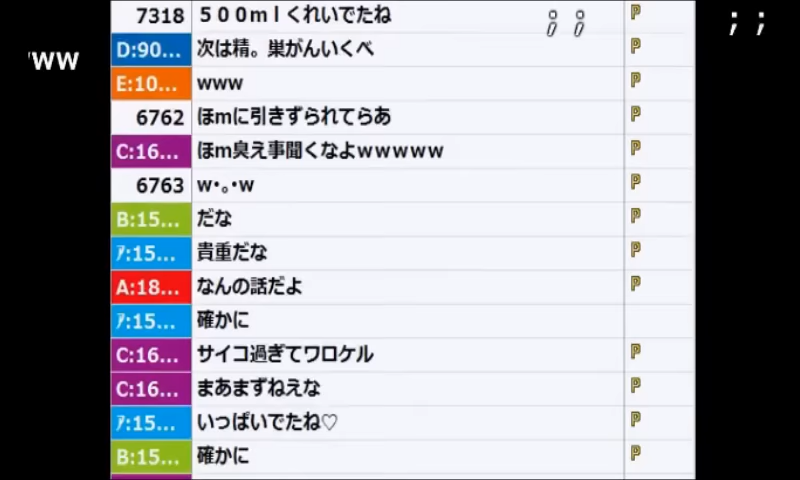 7318 ５００ｍｌくれいでたね P
D:90... 次は精。巣がんいくべ P
E:10... www P
6762 ほmに引きずられてらあ P
C:16... ほm臭え事聞くなよｗｗｗｗｗ P
6763 w･｡･w P
B:15... だな P
ｱ:15... 貴重だな P
A:18... なんの話だよ P
ｱ:15... 確かに
C:16... サイコ過ぎてワロケル P
C:16... まあまずねえな P
ｱ:15... いっぱいでたね♡ P
B:15... 確かに P
ww
; ;
; ;